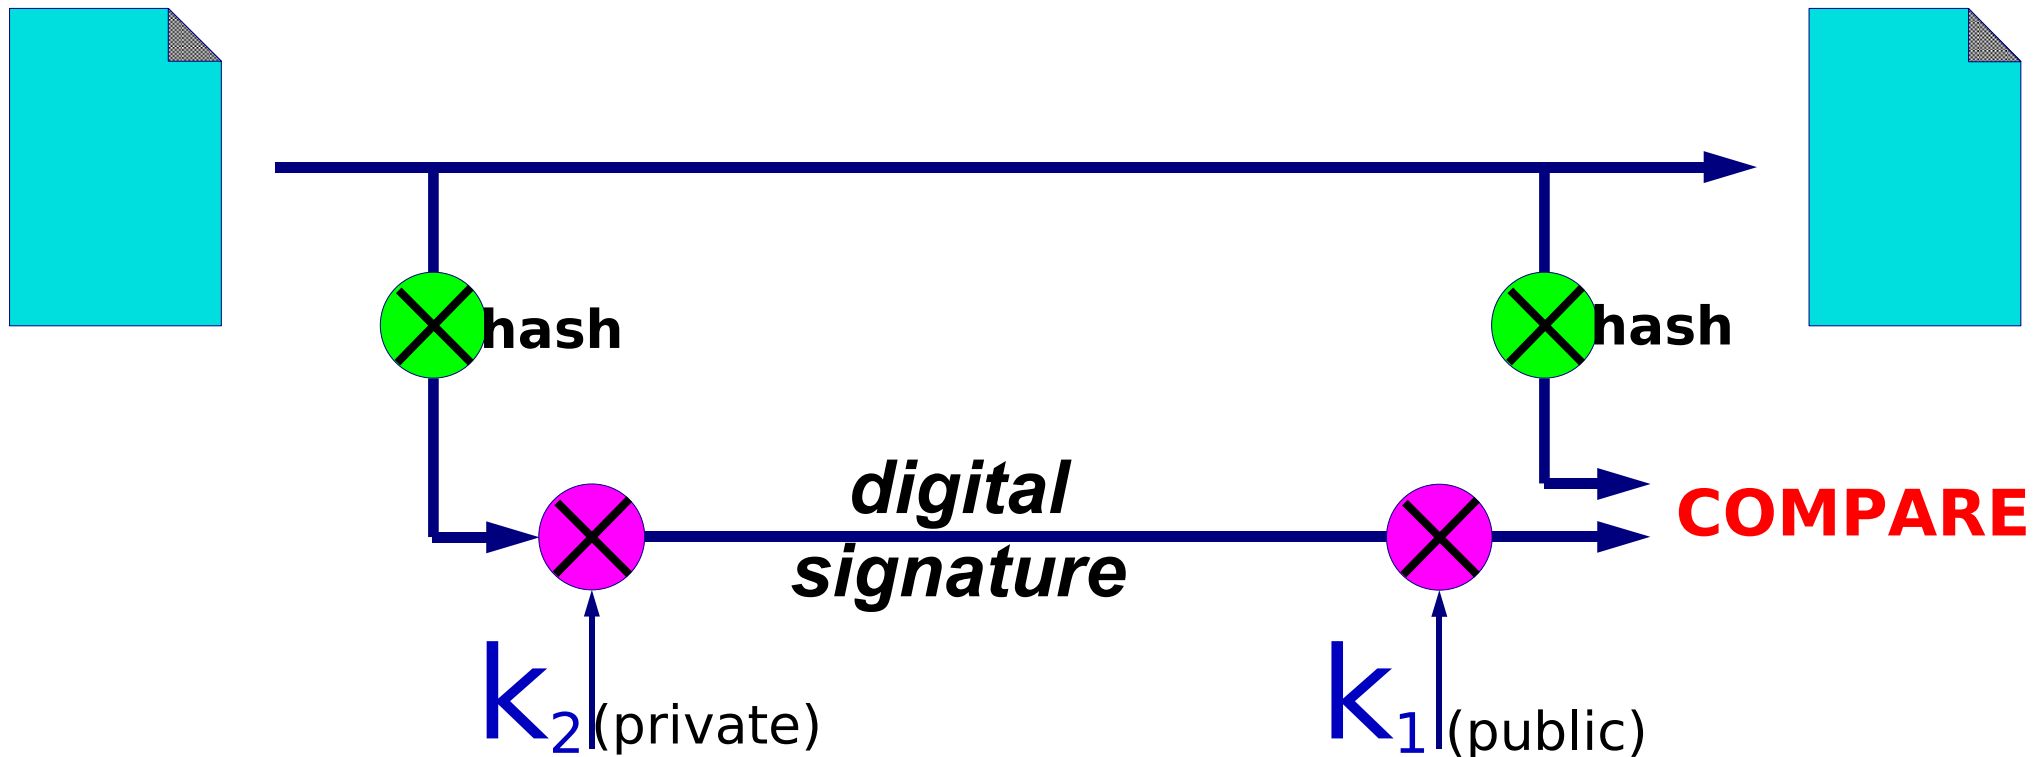 hash
hash
digital
signature
COMPARE
k2 (private)
k1 (public)